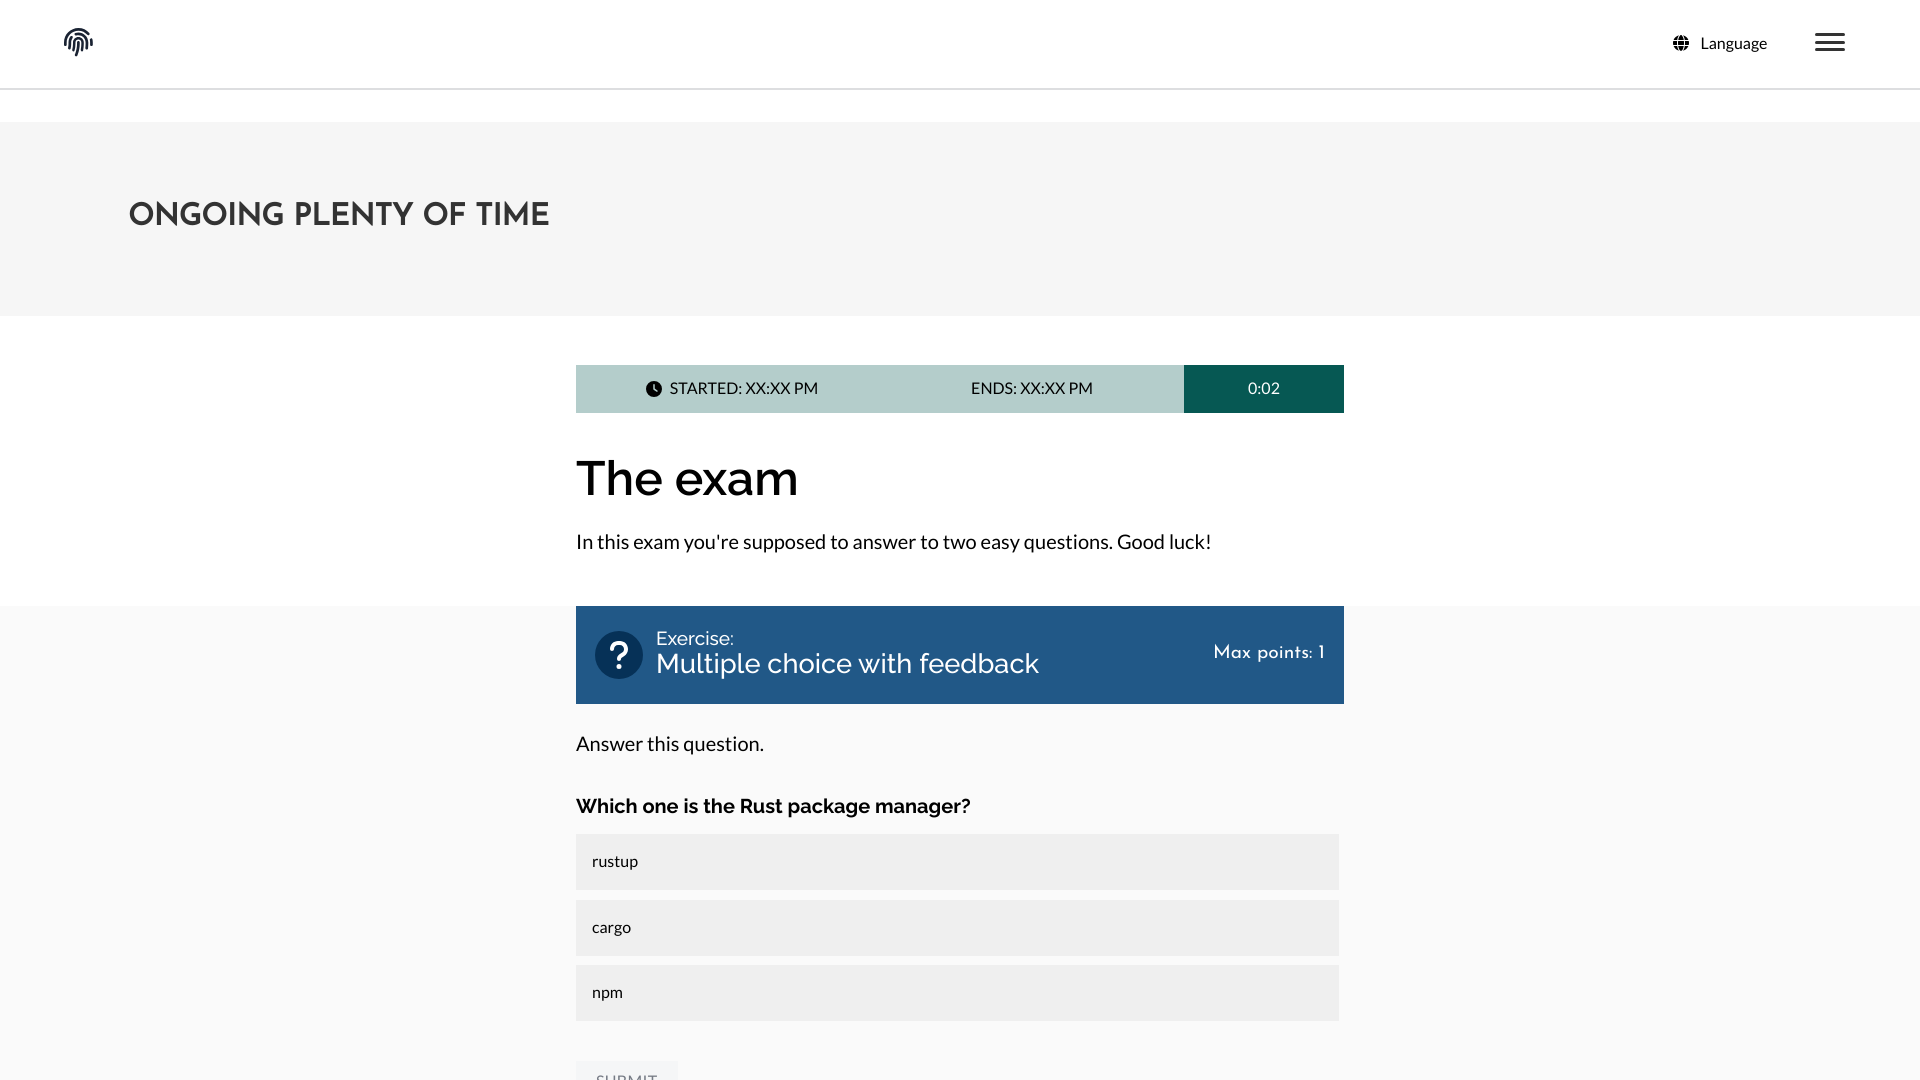 Language
ONGOING PLENTY OF TIME
STARTED: XX:XX PM ENDS: XX:XX PM 0:02
The exam
In this exam you're supposed to answer to two easy questions. Good luck!
Exercise:
Multiple choice with feedback
Max points: 1
Answer this question.
Which one is the Rust package manager?
rustup
cargo
npm
SUBMIT